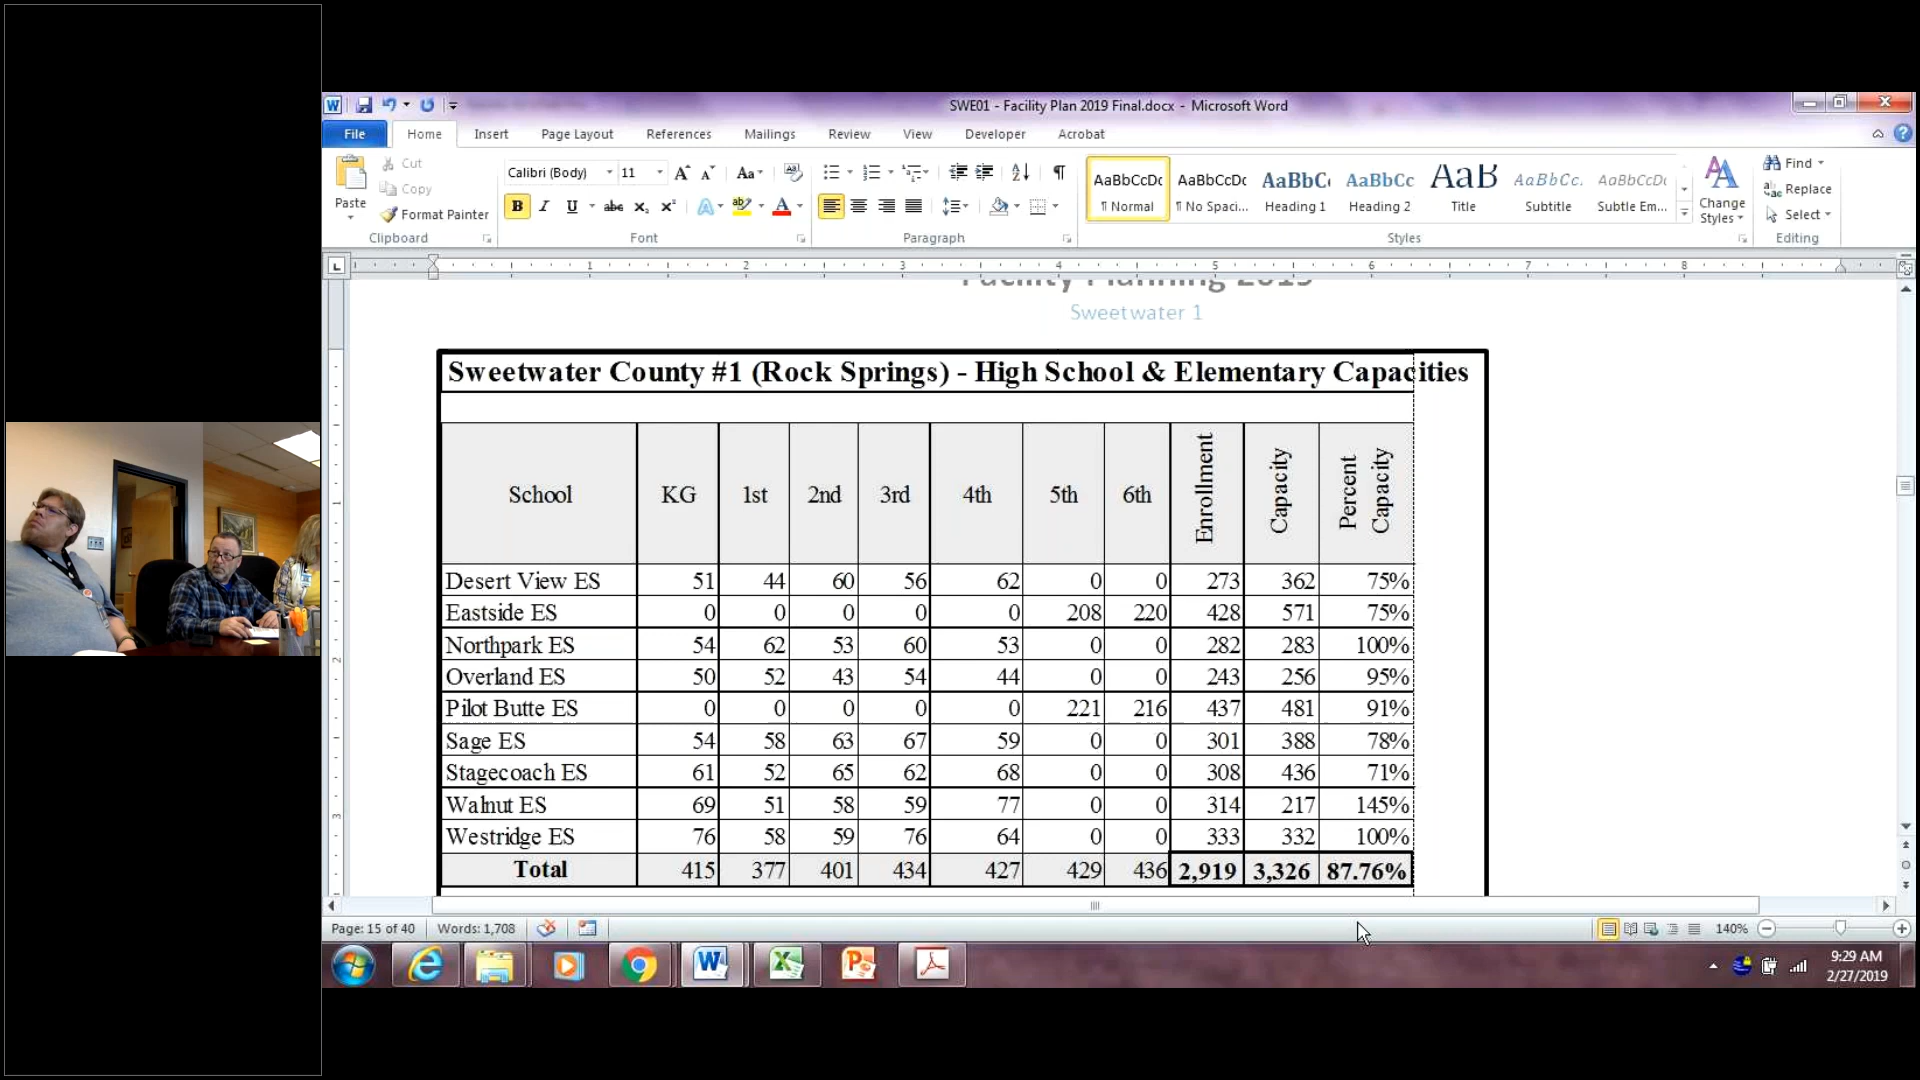 SWE01 - Facility Plan 2019 Final.docx - Microsoft Word
File Home Insert Page Layout References Mailings Review View Developer Acrobat
Paste
Cut
Copy
Format Painter
Clipboard
Calibri (Body) 11
Font
Paragraph
AaBbCcDc AaBbCcDc AaBbC AaBbCc AaB AaBbCc. AaBbCcDc
¶ Normal ¶ No Spaci... Heading 1 Heading 2 Title Subtitle Subtle Em...
Change Styles
Styles
Find
Replace
Select
Editing
1 2 3 4 5 6 7 8
Facility Planning 2019
Sweetwater 1
Sweetwater County #1 (Rock Springs) - High School & Elementary Capacities
School KG 1st 2nd 3rd 4th 5th 6th Enrollment Capacity Percent Capacity
Desert View ES 51 44 60 56 62 0 0 273 362 75%
Eastside ES 0 0 0 0 0 208 220 428 571 75%
Northpark ES 54 62 53 60 53 0 0 282 283 100%
Overland ES 50 52 43 54 44 0 0 243 256 95%
Pilot Butte ES 0 0 0 0 0 221 216 437 481 91%
Sage ES 54 58 63 67 59 0 0 301 388 78%
Stagecoach ES 61 52 65 62 68 0 0 308 436 71%
Walnut ES 69 51 58 59 77 0 0 314 217 145%
Westridge ES 76 58 59 76 64 0 0 333 332 100%
Total 415 377 401 434 427 429 436 2,919 3,326 87.76%
Page: 15 of 40 Words: 1,708 140%
9:29 AM
2/27/2019